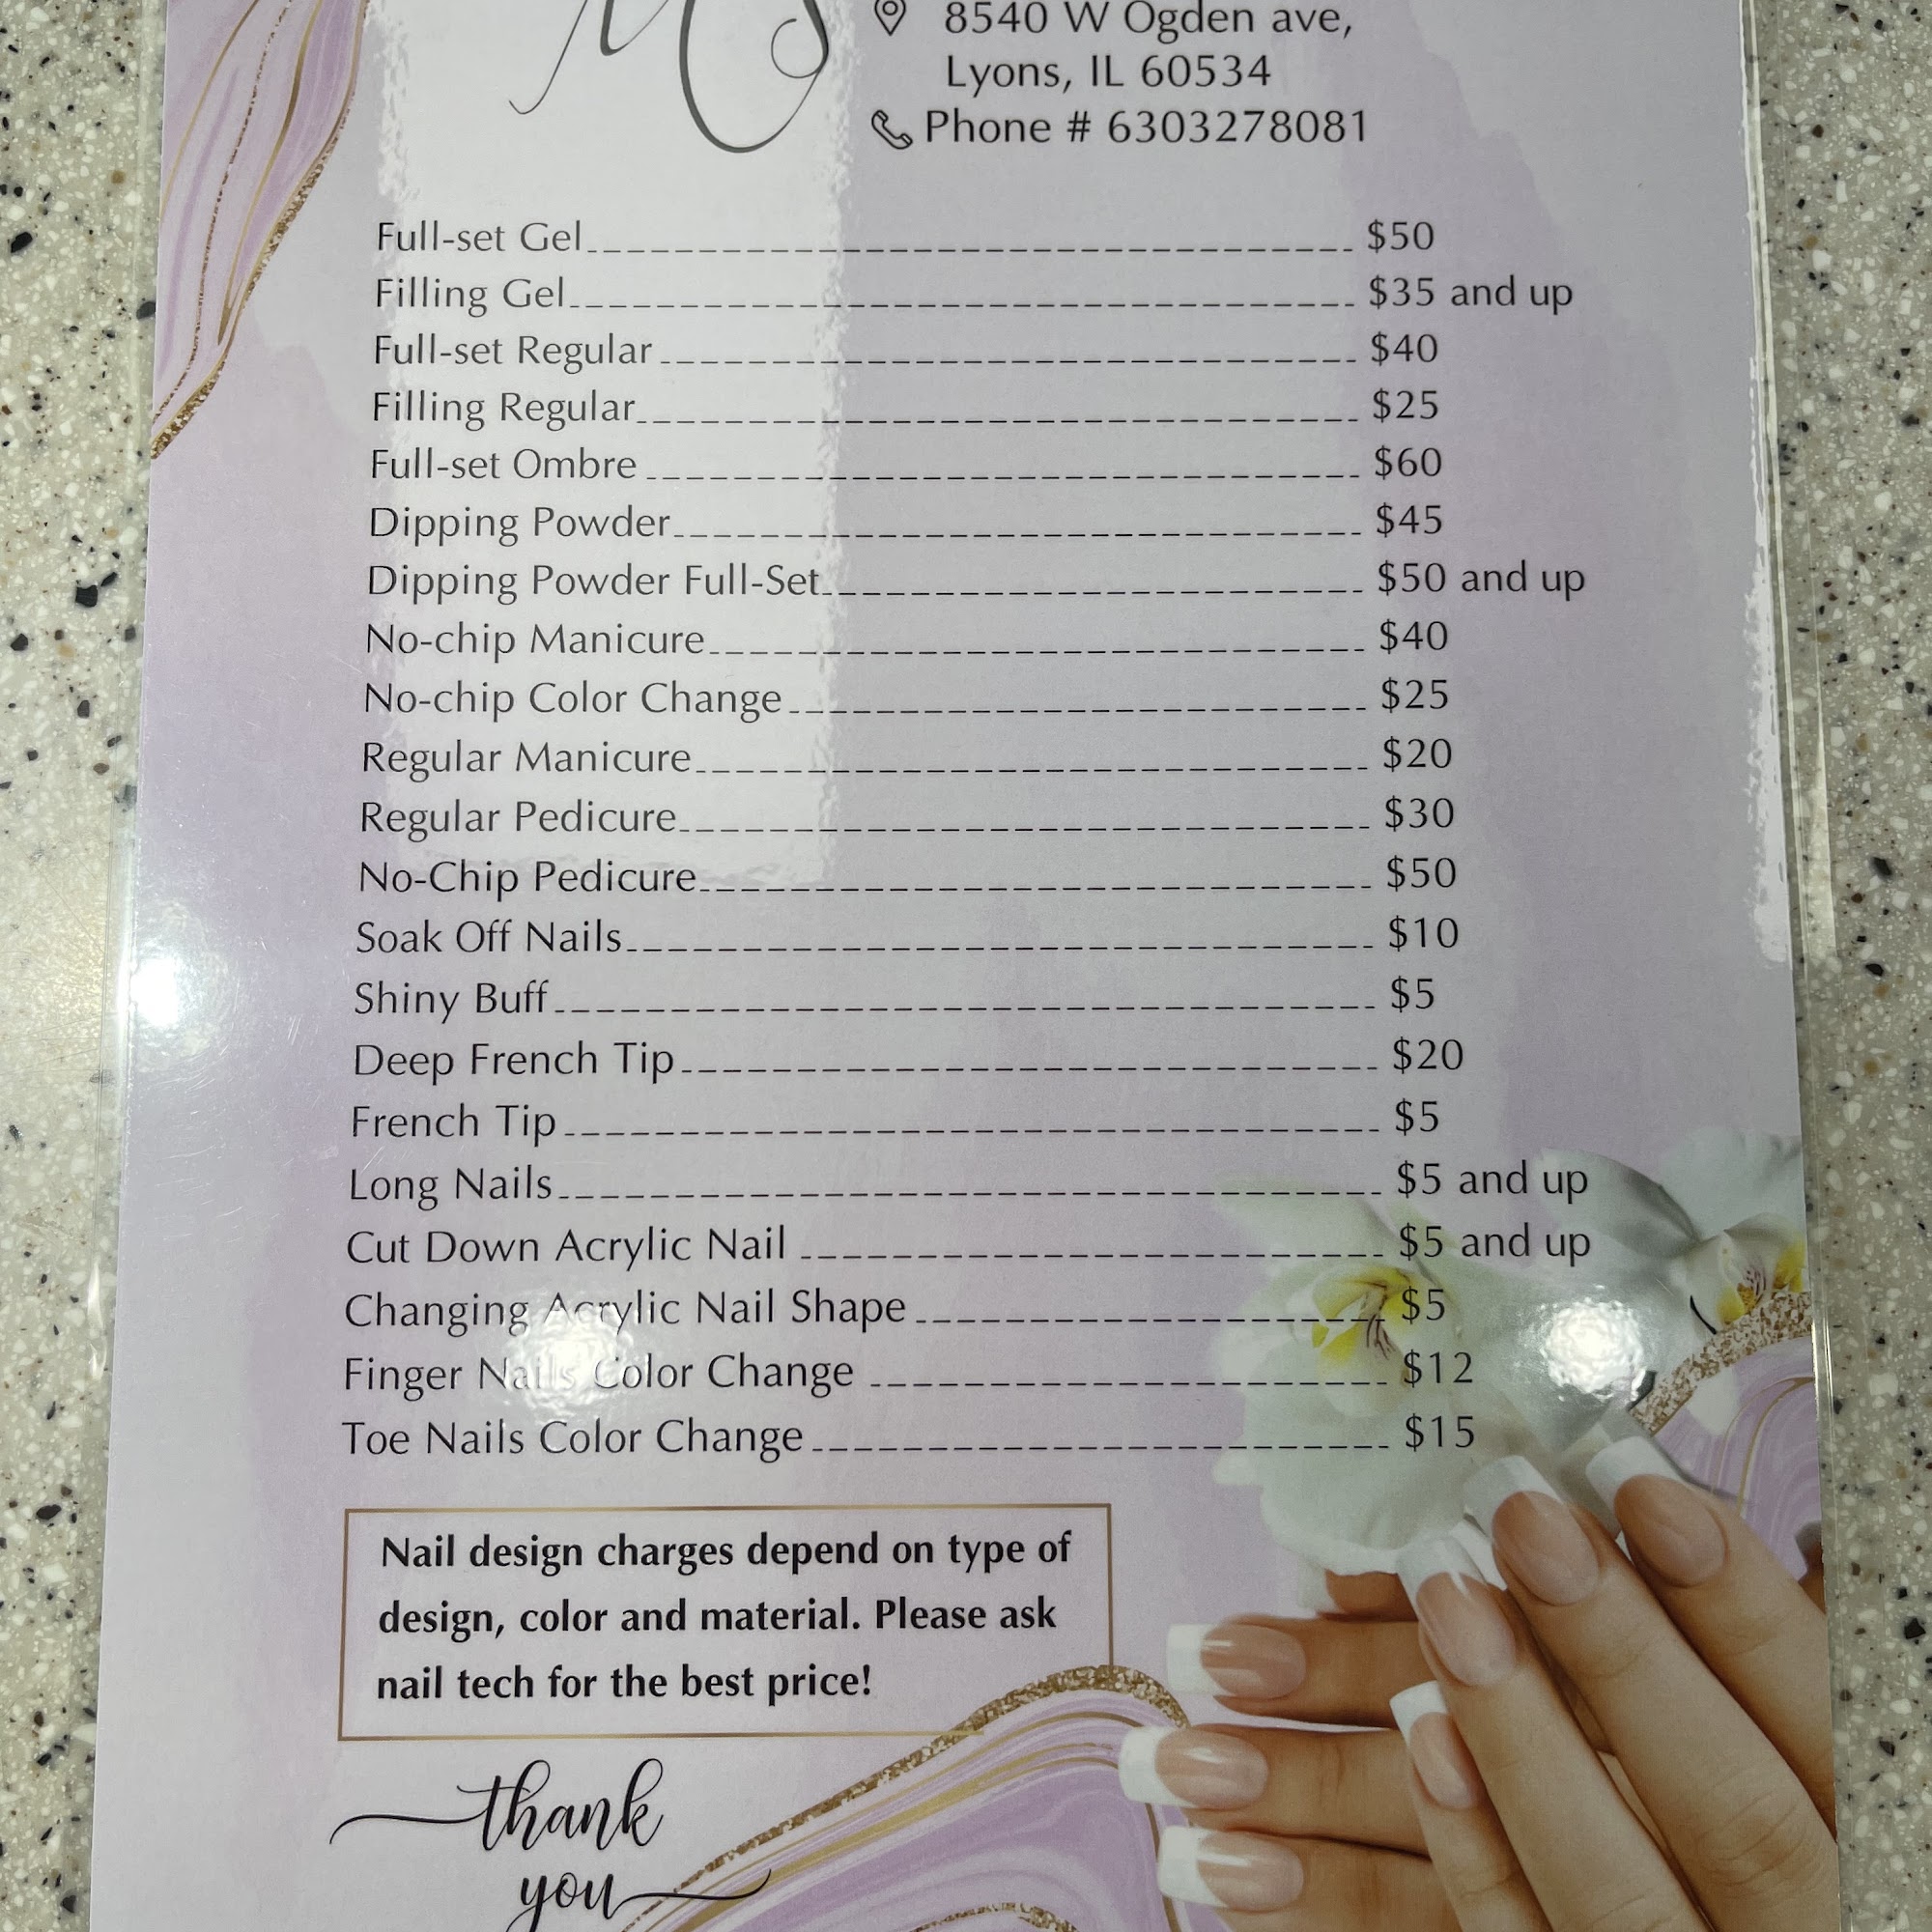 8540 W Ogden ave,
Lyons, IL 60534
Phone # 6303278081
Full-set Gel $50
Filling Gel $35 and up
Full-set Regular $40
Filling Regular $25
Full-set Ombre $60
Dipping Powder $45
Dipping Powder Full-Set $50 and up
No-chip Manicure $40
No-chip Color Change $25
Regular Manicure $20
Regular Pedicure $30
No-Chip Pedicure $50
Soak Off Nails $10
Shiny Buff $5
Deep French Tip $20
French Tip $5
Long Nails $5 and up
Cut Down Acrylic Nail $5 and up
Changing Acrylic Nail Shape $5
Finger Nails Color Change $12
Toe Nails Color Change $15
Nail design charges depend on type of
design, color and material. Please ask
nail tech for the best price!
thank
you